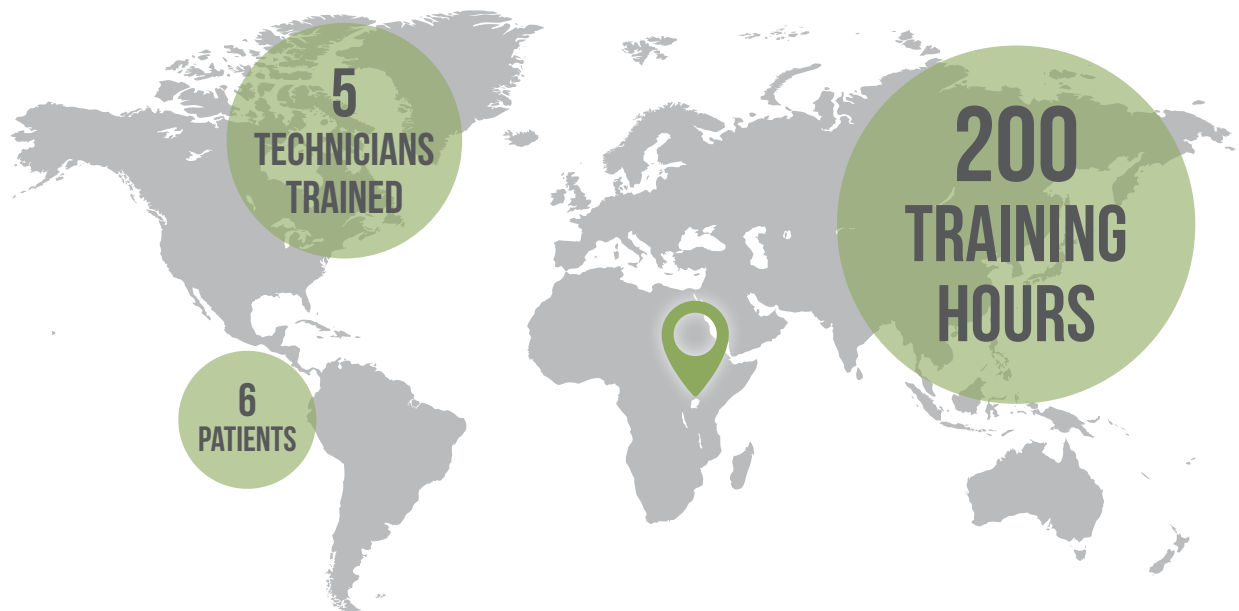 5
TECHNICIANS
TRAINED
200
TRAINING
HOURS
6
PATIENTS